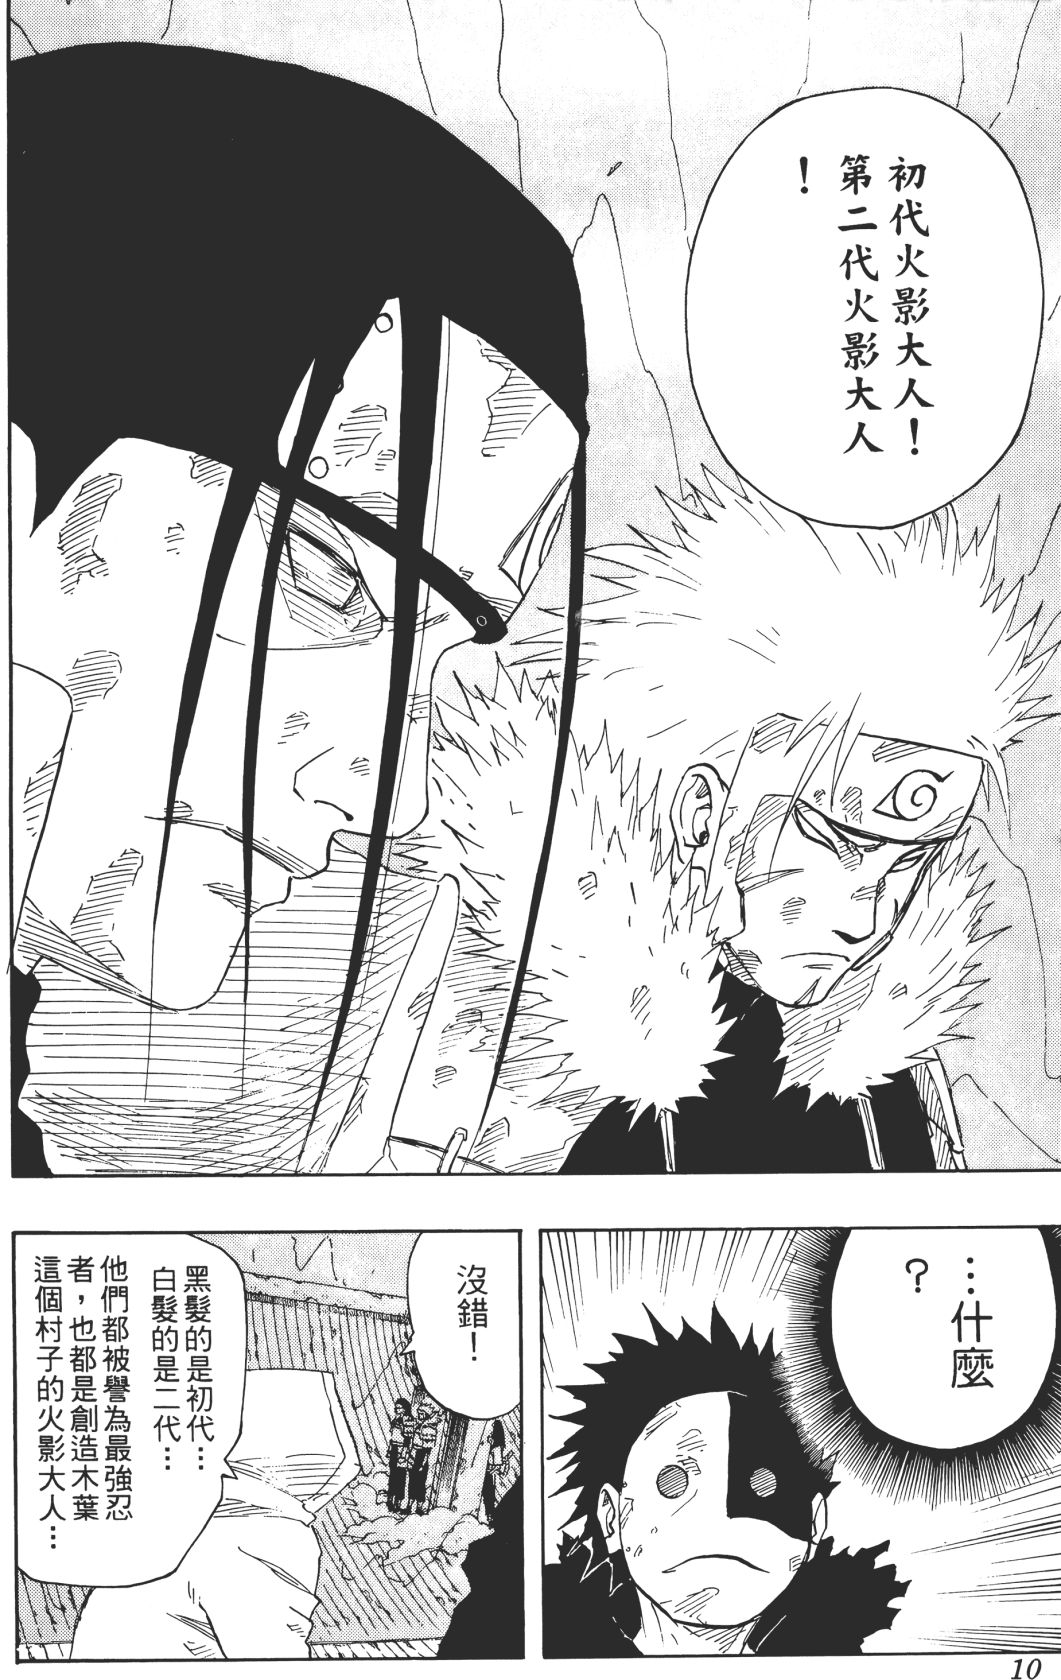 初代火影大人！
第二代火影大人
！
…什麼
？
沒錯！
黑髮的是初代…
白髮的是二代…
他們都被譽為最強忍
者，也都是創造木葉
這個村子的火影大人…
10